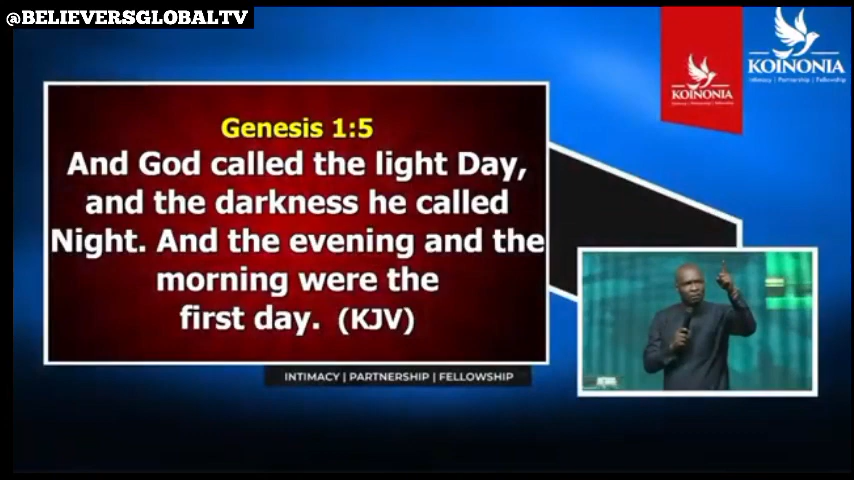 @BELIEVERSGLOBALTV
KOINONIA
Intimacy | Partnership | Fellowship
KOINONIA
Genesis 1:5
And God called the light Day,
and the darkness he called
Night. And the evening and the
morning were the
first day. (KJV)
INTIMACY | PARTNERSHIP | FELLOWSHIP